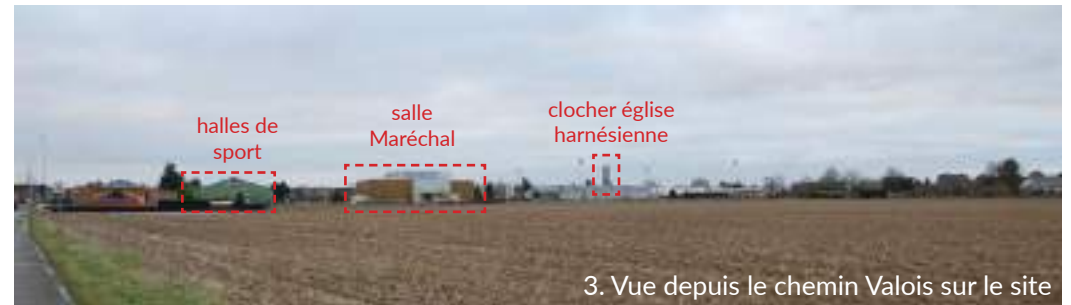 halles de
sport
salle
Maréchal
clocher église
harnésienne
3. Vue depuis le chemin Valois sur le site